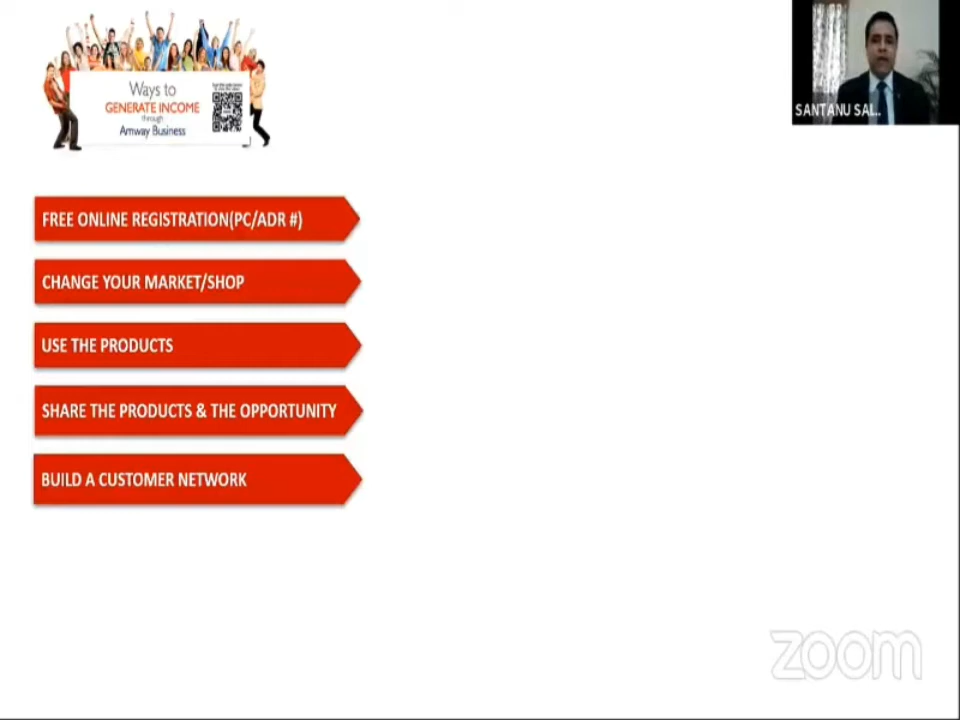 Ways to
GENERATE INCOME
through
Amway Business
SANTANU SAL..
FREE ONLINE REGISTRATION(PC/ADR #)
CHANGE YOUR MARKET/SHOP
USE THE PRODUCTS
SHARE THE PRODUCTS & THE OPPORTUNITY
BUILD A CUSTOMER NETWORK
zoom